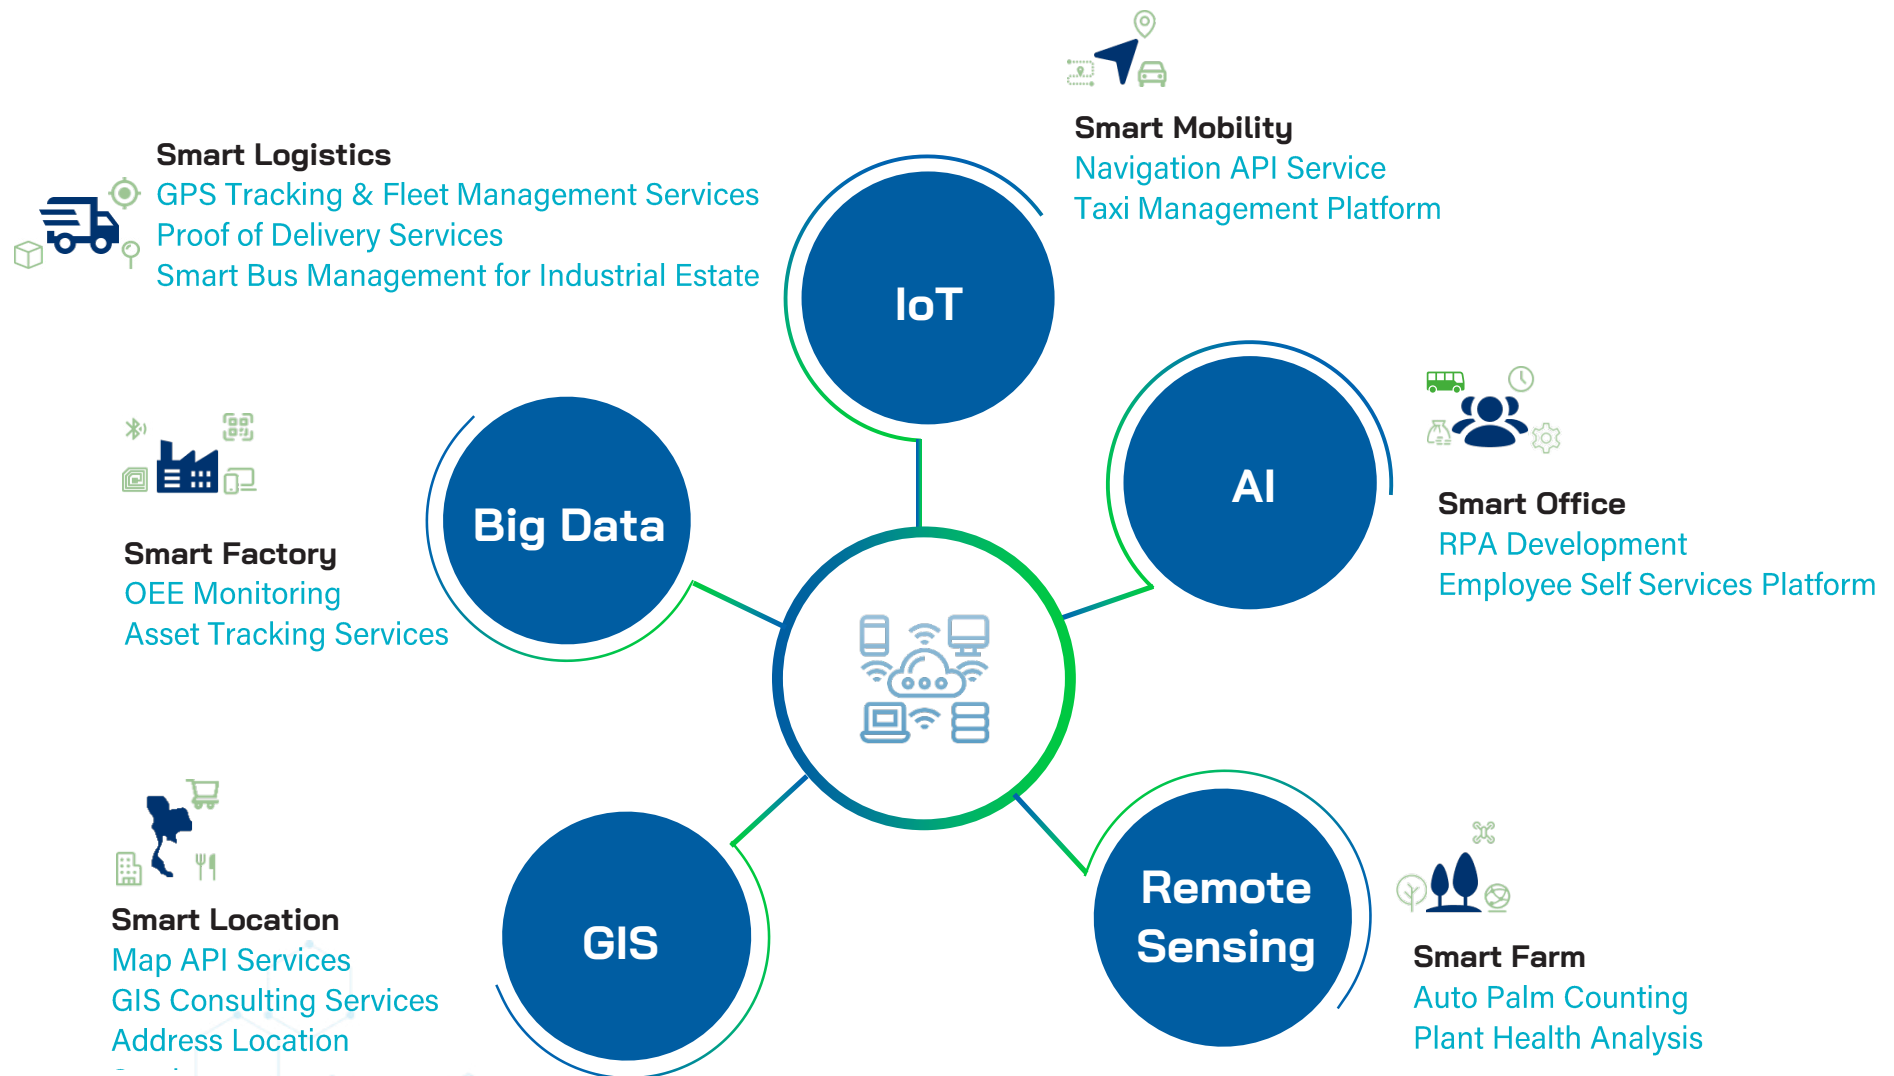 Smart Mobility
Navigation API Service
Taxi Management Platform
Smart Logistics
GPS Tracking & Fleet Management Services
Proof of Delivery Services
Smart Bus Management for Industrial Estate
IoT
AI
Smart Office
RPA Development
Employee Self Services Platform
Big Data
Smart Factory
OEE Monitoring
Asset Tracking Services
Smart Location
Map API Services
GIS Consulting Services
Address Location
GIS
Remote
Sensing
Smart Farm
Auto Palm Counting
Plant Health Analysis